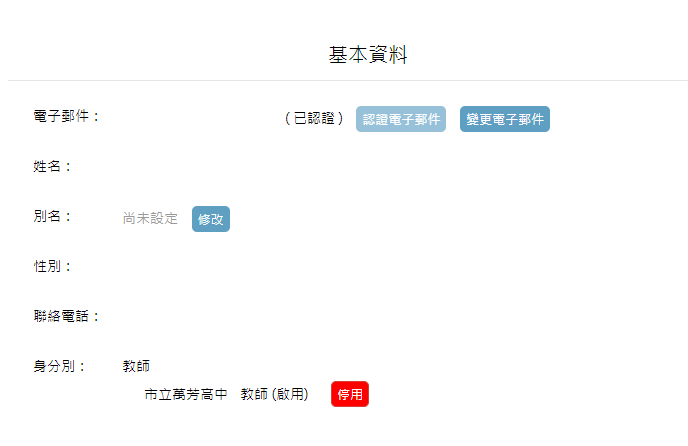 基本資料
電子郵件： （已認證） 認證電子郵件 變更電子郵件
姓名：
別名： 尚未設定 修改
性別：
聯絡電話：
身分別： 教師
市立萬芳高中 教師 (啟用) 停用